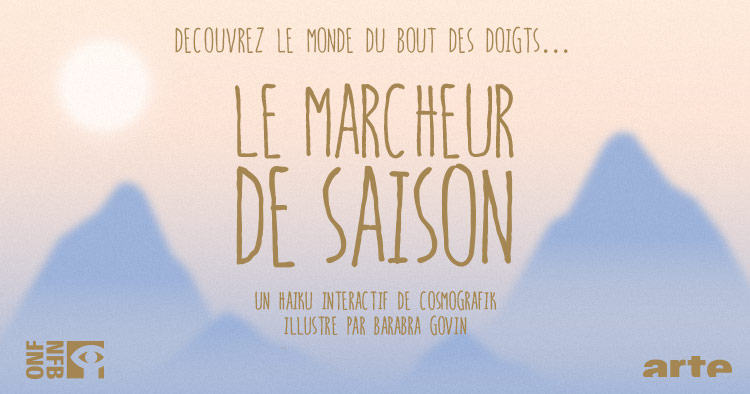 DECOUVREZ LE MONDE DU BOUT DES DOIGTS...
LE MARCHEUR
DE SAISON
UN HAIKU INTERACTIF DE COSMOGRAFIK
ILLUSTRE PAR BARABRA GOVIN
ONF
NFB
arte